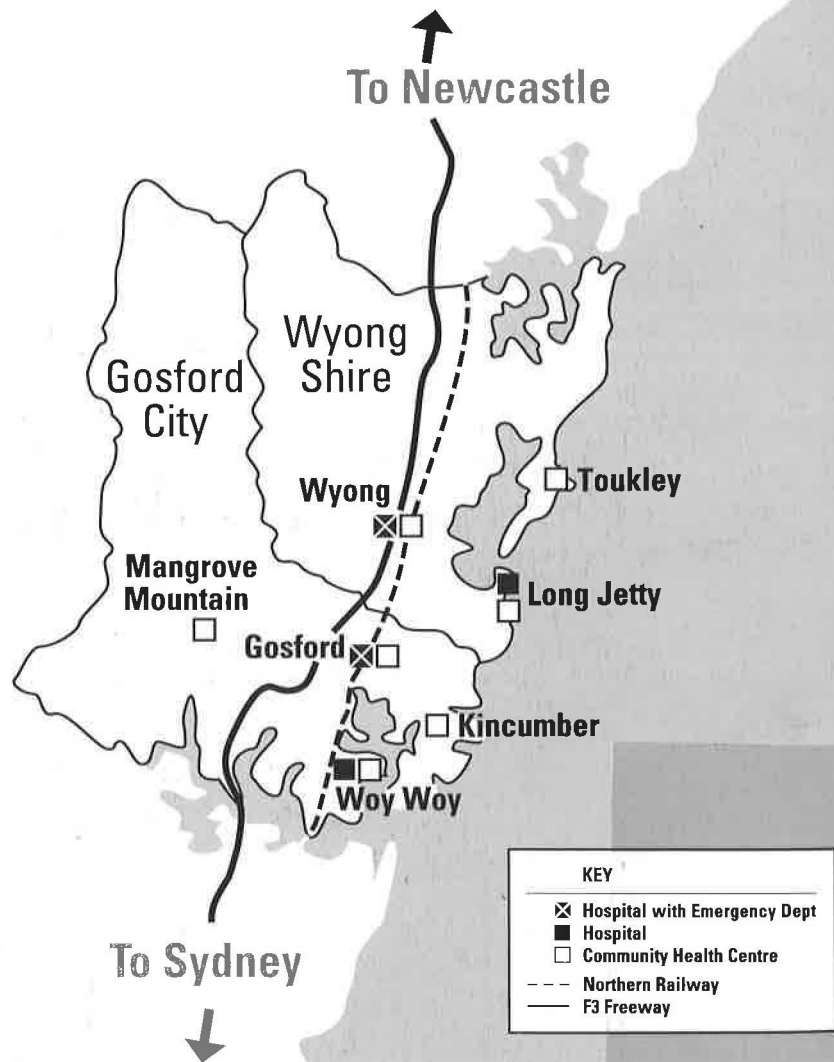 To Newcastle
Wyong
Shire
Gosford
City
Toukley
Wyong
Mangrove
Mountain
Long Jetty
Gosford
Kincumber
Woy Woy
KEY
Hospital with Emergency Dept
Hospital
Community Health Centre
Northern Railway
F3 Freeway
To Sydney